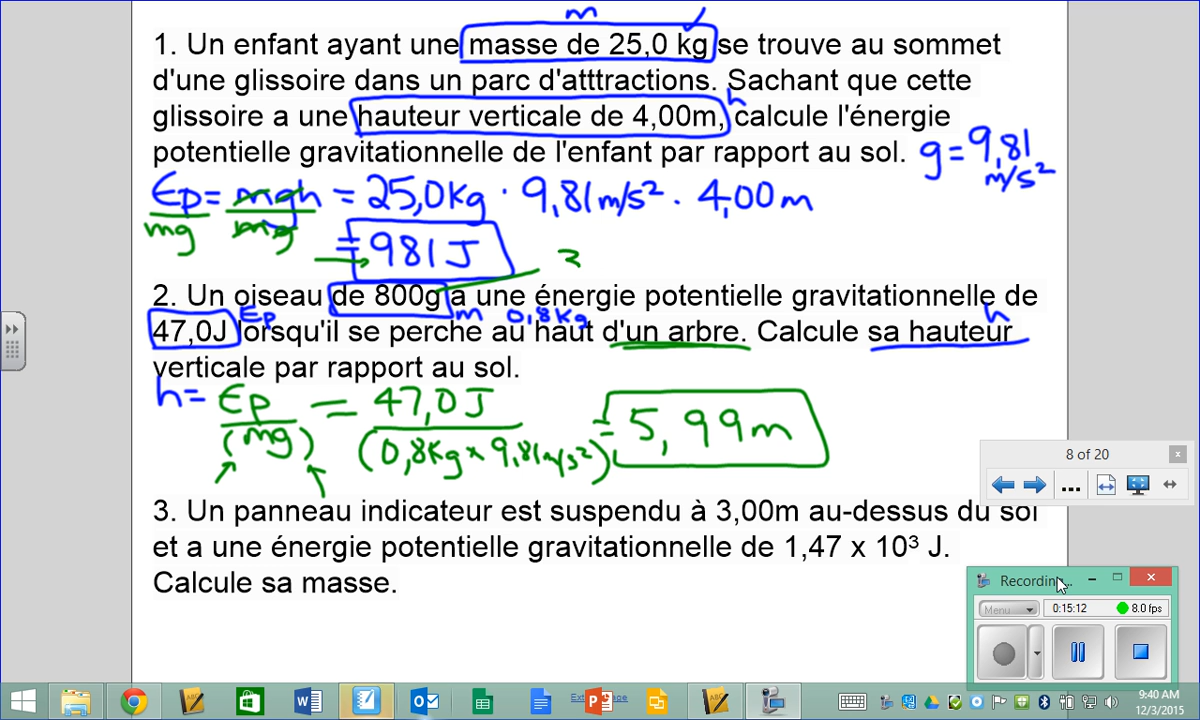 m
1. Un enfant ayant une masse de 25,0 kg se trouve au sommet
d'une glissoire dans un parc d'atttractions. Sachant que cette
h
glissoire a une hauteur verticale de 4,00m, calcule l'énergie
potentielle gravitationnelle de l'enfant par rapport au sol. g = 9,81 m/s²
Ep = mgh = 25,0kg · 9,81m/s² · 4,00m
mg mg
= 981 J
2. Un oiseau de 800g a une énergie potentielle gravitationnelle de
Ep m 0,8kg h
47,0J lorsqu'il se perche au haut d'un arbre. Calcule sa hauteur
verticale par rapport au sol.
h = Ep = 47,0J = 5,99m
(mg) (0,8kg x 9,81m/s²)
8 of 20
3. Un panneau indicateur est suspendu à 3,00m au-dessus du sol
et a une énergie potentielle gravitationnelle de 1,47 x 10³ J.
Calcule sa masse.
Recording...
Menu 0:15:12 8.0 fps
9:40 AM
12/3/2015